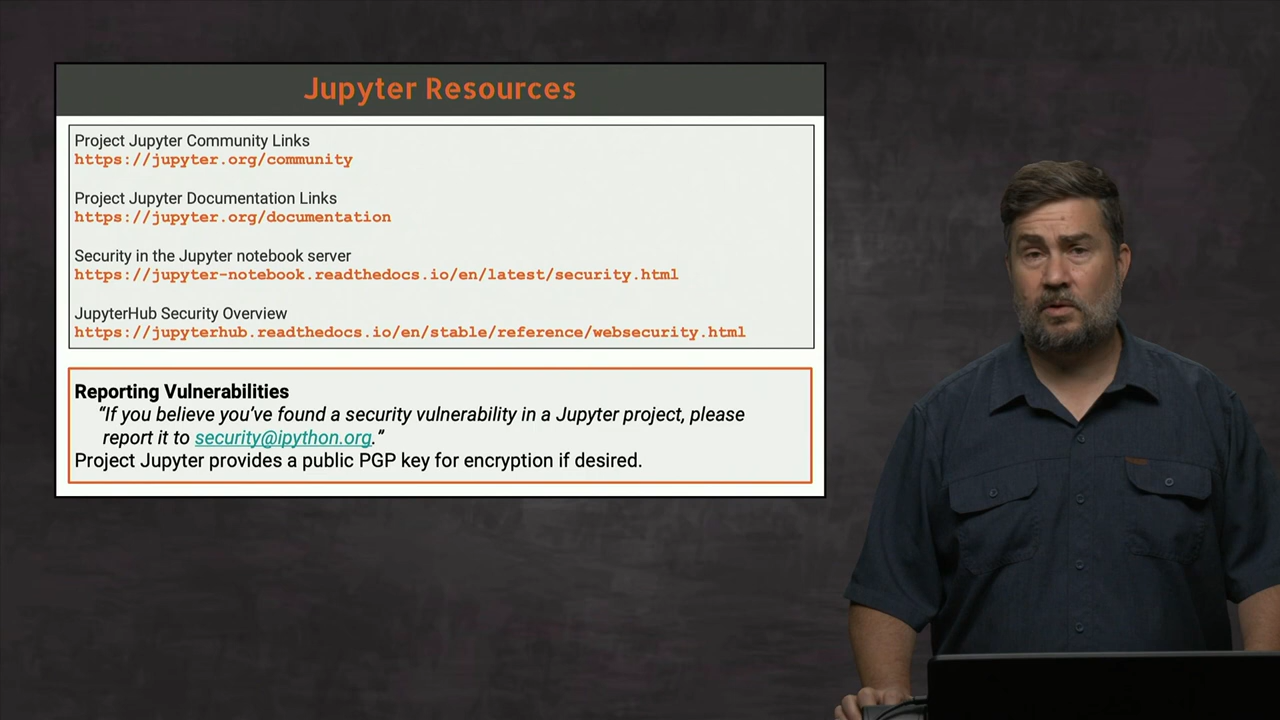 Jupyter Resources
Project Jupyter Community Links
https://jupyter.org/community
Project Jupyter Documentation Links
https://jupyter.org/documentation
Security in the Jupyter notebook server
https://jupyter-notebook.readthedocs.io/en/latest/security.html
JupyterHub Security Overview
https://jupyterhub.readthedocs.io/en/stable/reference/websecurity.html
Reporting Vulnerabilities
“If you believe you’ve found a security vulnerability in a Jupyter project, please
report it to security@ipython.org.”
Project Jupyter provides a public PGP key for encryption if desired.